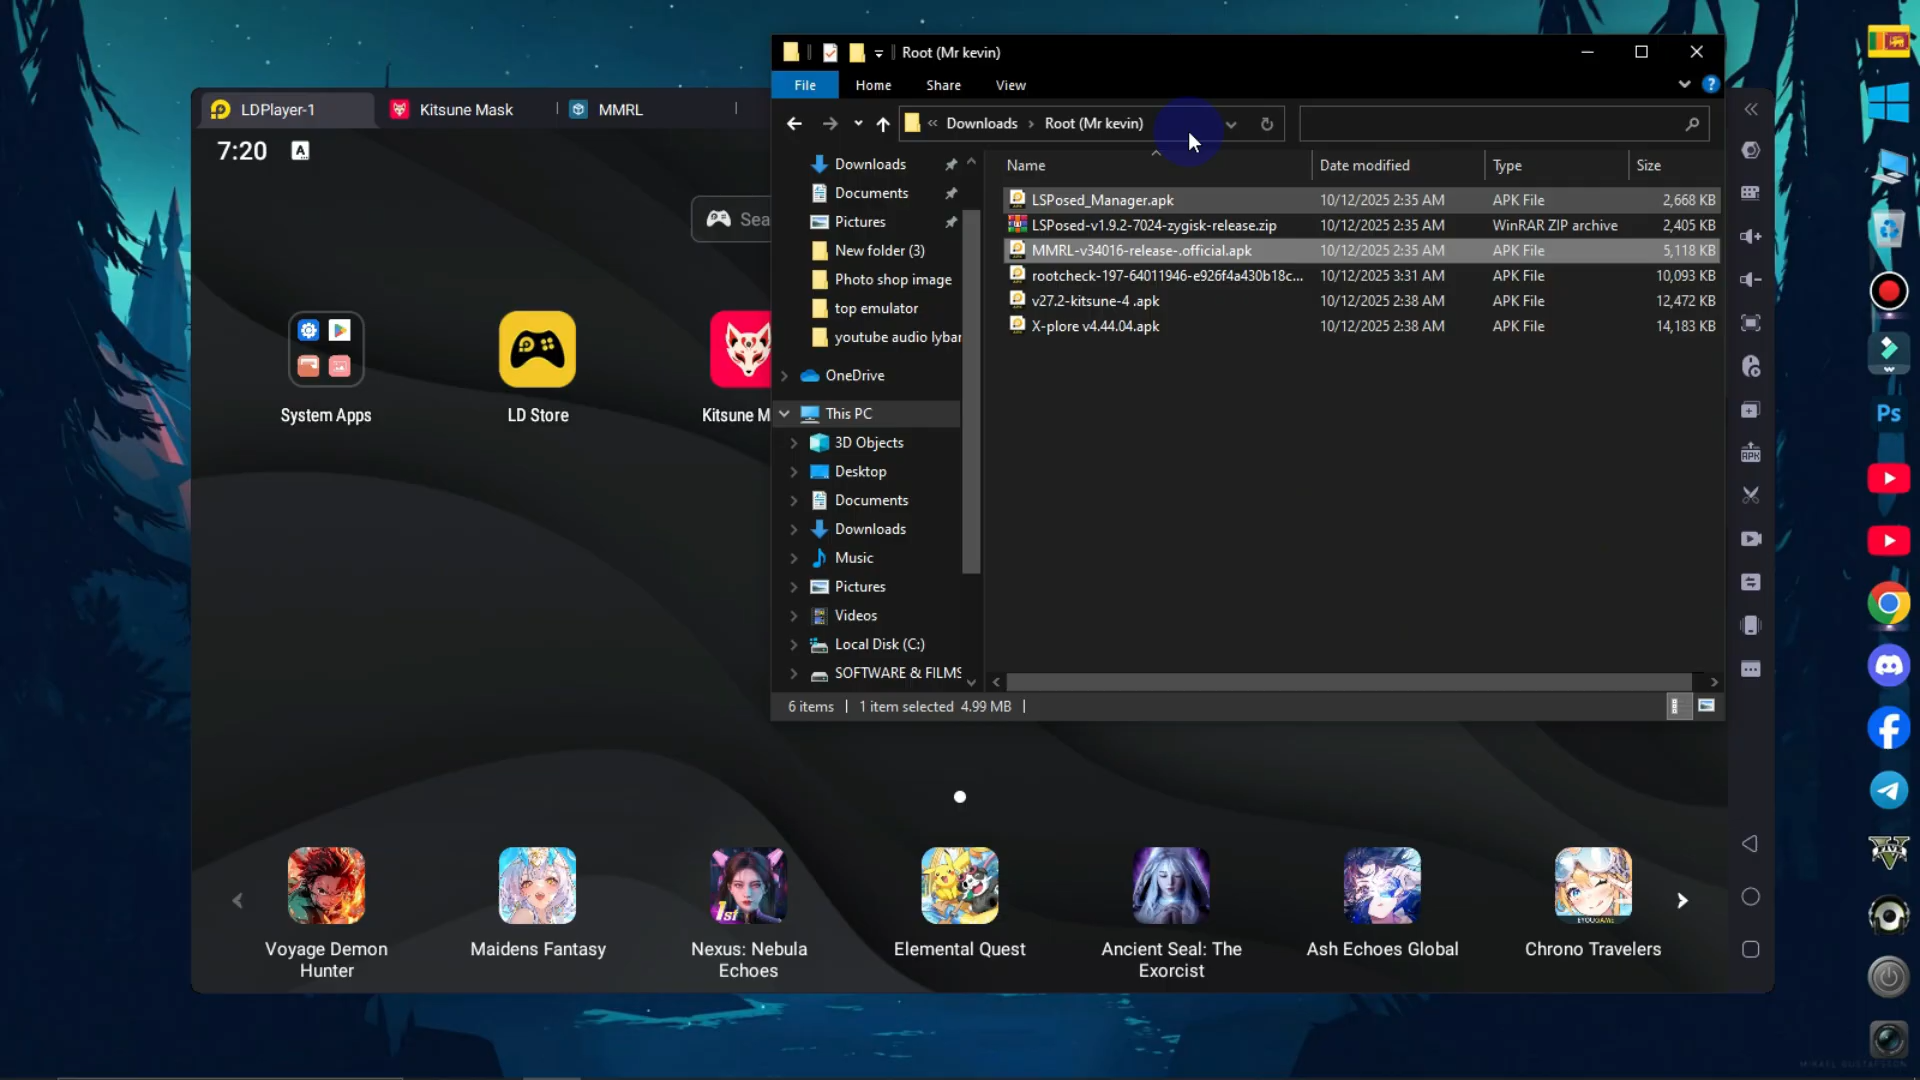 Root (Mr kevin)
File
Home
Share
View
LDPlayer-1
Kitsune Mask
MMRL
Downloads
Root (Mr kevin)
7:20
A
Sea
Downloads
Documents
Pictures
New folder (3)
Photo shop image
top emulator
youtube audio lybar
OneDrive
This PC
3D Objects
Desktop
Documents
Downloads
Music
Pictures
Videos
Local Disk (C:)
SOFTWARE & FILMS
Name Date modified Type Size
LSPosed_Manager.apk 10/12/2025 2:35 AM APK File 2,668 KB
LSPosed-v1.9.2-7024-zygisk-release.zip 10/12/2025 2:35 AM WinRAR ZIP archive 2,405 KB
MMRL-v34016-release-.official.apk 10/12/2025 2:35 AM APK File 5,118 KB
rootcheck-197-64011946-e926f4a430b18c... 10/12/2025 3:31 AM APK File 10,093 KB
v27.2-kitsune-4 .apk 10/12/2025 2:38 AM APK File 12,472 KB
X-plore v4.44.04.apk 10/12/2025 2:38 AM APK File 14,183 KB
6 items 1 item selected 4.99 MB
System Apps
LD Store
Kitsune M
Voyage Demon
Hunter
Maidens Fantasy
1st
Nexus: Nebula
Echoes
Elemental Quest
Ancient Seal: The
Exorcist
Ash Echoes Global
EYOUGAME
Chrono Travelers
APK
Ps